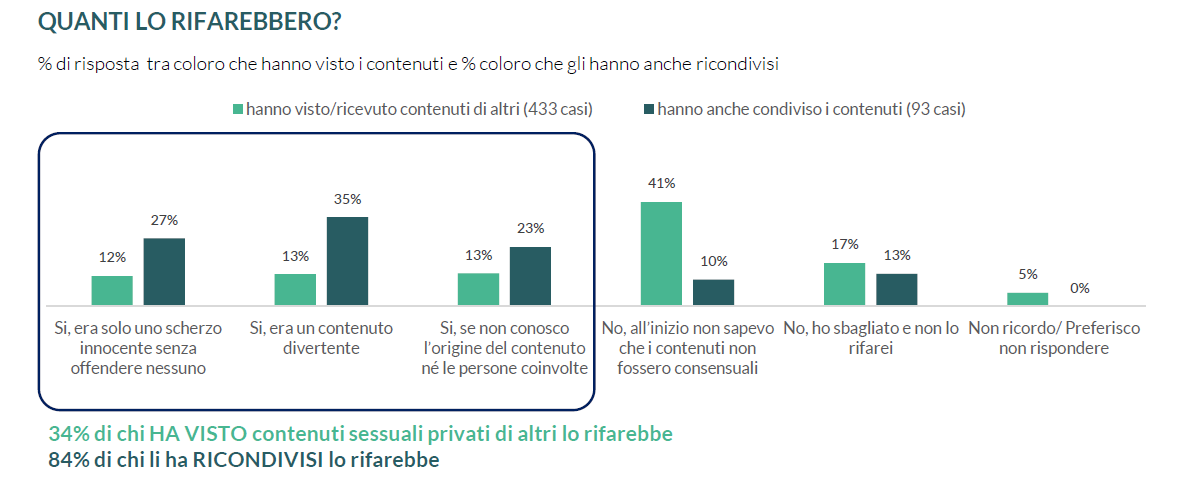 QUANTI LO RIFAREBBERO?
% di risposta tra coloro che hanno visto i contenuti e % coloro che gli hanno anche ricondivisi
hanno visto/ricevuto contenuti di altri (433 casi)
hanno anche condiviso i contenuti (93 casi)
12%
27%
13%
35%
13%
23%
41%
10%
17%
13%
5%
0%
Si, era solo uno scherzo
innocente senza
offendere nessuno
Si, era un contenuto
divertente
Si, se non conosco
l'origine del contenuto
né le persone coinvolte
No, all'inizio non sapevo
che i contenuti non
fossero consensuali
No, ho sbagliato e non lo
rifarei
Non ricordo/ Preferisco
non rispondere
34% di chi HA VISTO contenuti sessuali privati di altri lo rifarebbe
84% di chi li ha RICONDIVISI lo rifarebbe